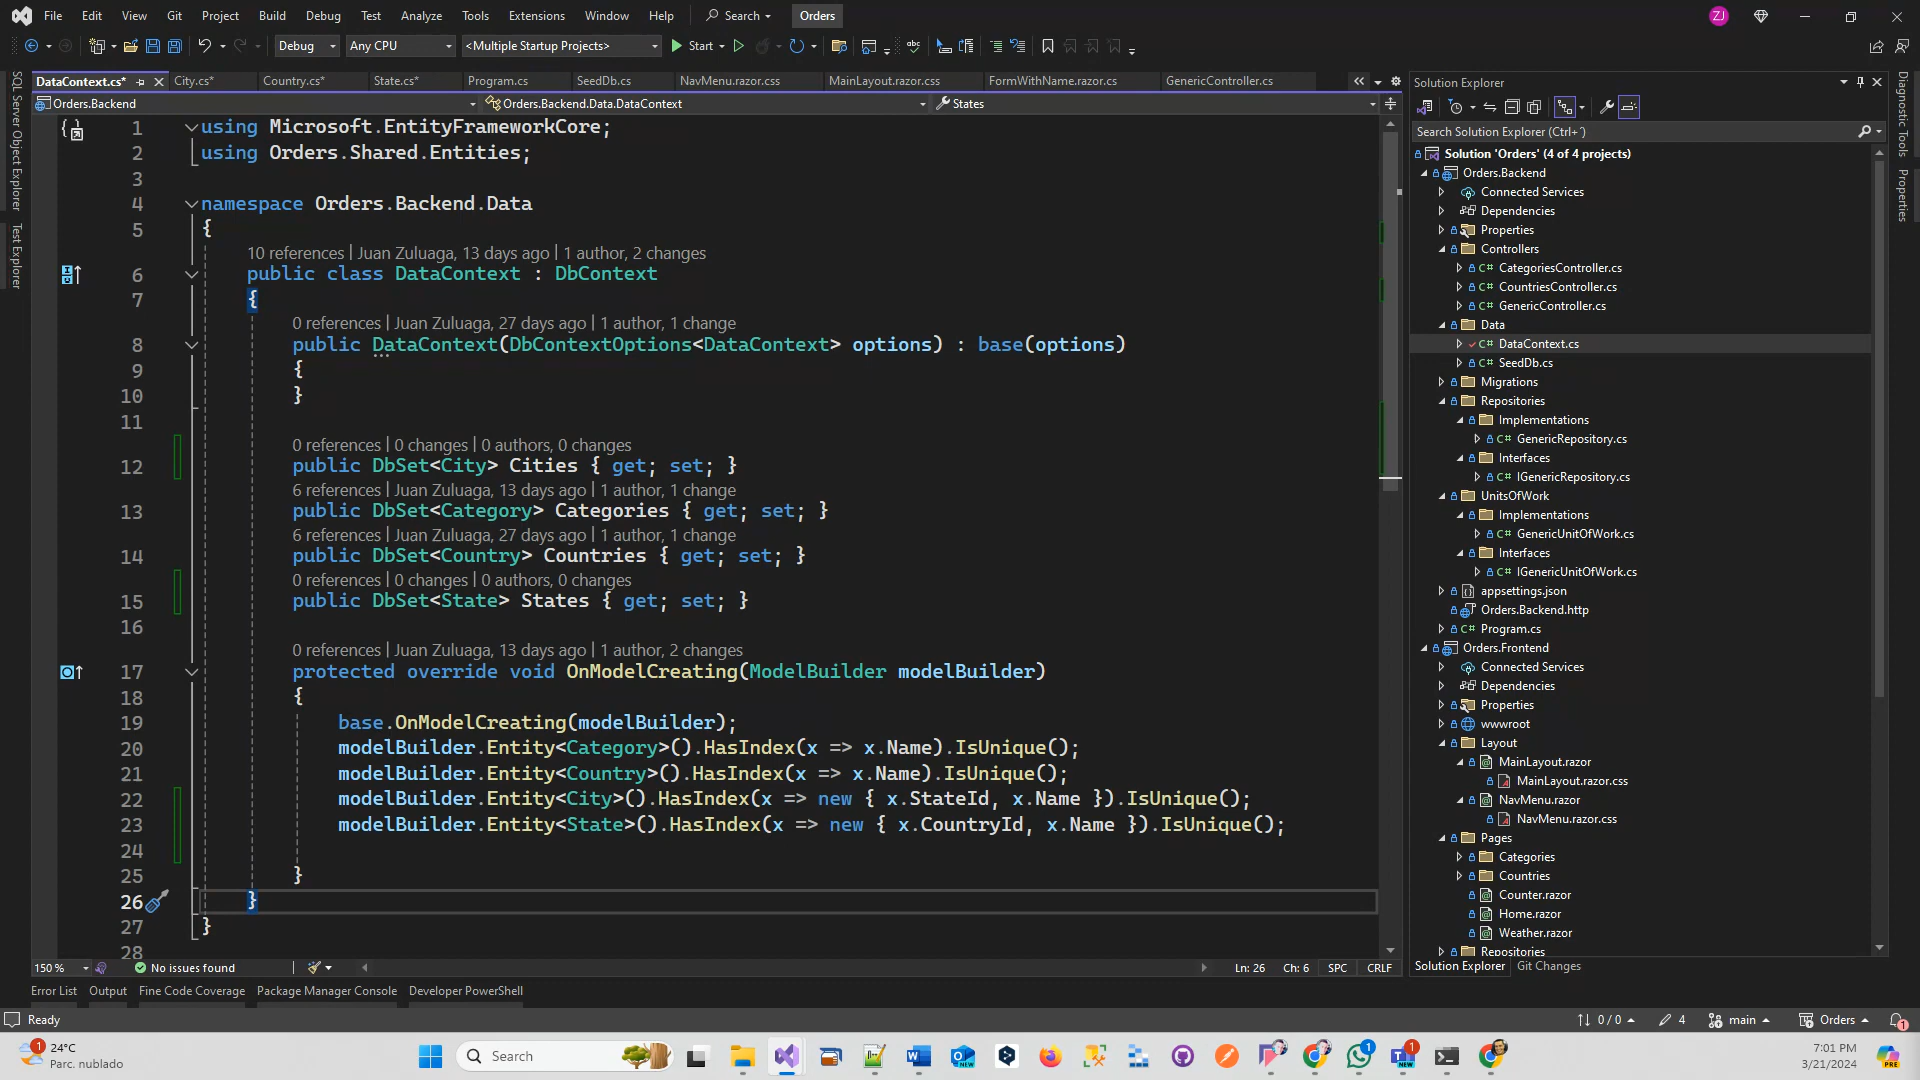 File Edit View Git Project Build Debug Test Analyze Tools Extensions Window Help Search Orders ZJ
Debug Any CPU <Multiple Startup Projects> Start
DataContext.cs* City.cs* Country.cs* State.cs* Program.cs SeedDb.cs NavMenu.razor.css MainLayout.razor.css FormWithName.razor.cs GenericController.cs
Orders.Backend Orders.Backend.Data.DataContext States
1 using Microsoft.EntityFrameworkCore;
2 using Orders.Shared.Entities;
3
4 namespace Orders.Backend.Data
5 {
10 references | Juan Zuluaga, 13 days ago | 1 author, 2 changes
6 public class DataContext : DbContext
7 {
0 references | Juan Zuluaga, 27 days ago | 1 author, 1 change
8 public DataContext(DbContextOptions<DataContext> options) : base(options)
9 {
10 }
11
0 references | 0 changes | 0 authors, 0 changes
12 public DbSet<City> Cities { get; set; }
6 references | Juan Zuluaga, 13 days ago | 1 author, 1 change
13 public DbSet<Category> Categories { get; set; }
6 references | Juan Zuluaga, 27 days ago | 1 author, 1 change
14 public DbSet<Country> Countries { get; set; }
0 references | 0 changes | 0 authors, 0 changes
15 public DbSet<State> States { get; set; }
16
0 references | Juan Zuluaga, 13 days ago | 1 author, 2 changes
17 protected override void OnModelCreating(ModelBuilder modelBuilder)
18 {
19 base.OnModelCreating(modelBuilder);
20 modelBuilder.Entity<Category>().HasIndex(x => x.Name).IsUnique();
21 modelBuilder.Entity<Country>().HasIndex(x => x.Name).IsUnique();
22 modelBuilder.Entity<City>().HasIndex(x => new { x.StateId, x.Name }).IsUnique();
23 modelBuilder.Entity<State>().HasIndex(x => new { x.CountryId, x.Name }).IsUnique();
24
25 }
26 }
27 }
28
150 % No issues found Ln: 26 Ch: 6 SPC CRLF
SQL Server Object Explorer
Test Explorer
Solution Explorer
Search Solution Explorer (Ctrl+´)
Solution 'Orders' (4 of 4 projects)
Orders.Backend
Connected Services
Dependencies
Properties
Controllers
C# CategoriesController.cs
C# CountriesController.cs
C# GenericController.cs
Data
C# DataContext.cs
C# SeedDb.cs
Migrations
Repositories
Implementations
C# GenericRepository.cs
Interfaces
C# IGenericRepository.cs
UnitsOfWork
Implementations
C# GenericUnitOfWork.cs
Interfaces
C# IGenericUnitOfWork.cs
appsettings.json
Orders.Backend.http
C# Program.cs
Orders.Frontend
Connected Services
Dependencies
Properties
wwwroot
Layout
MainLayout.razor
MainLayout.razor.css
NavMenu.razor
NavMenu.razor.css
Pages
Categories
Countries
Counter.razor
Home.razor
Weather.razor
Repositories
Solution Explorer Git Changes
Diagnostic Tools
Properties
Error List Output Fine Code Coverage Package Manager Console Developer PowerShell
Ready 0 / 0 4 main Orders 1
1 24°C
Parc. nublado
Search
NEW 1 1 NEW
7:01 PM
3/21/2024
PRE